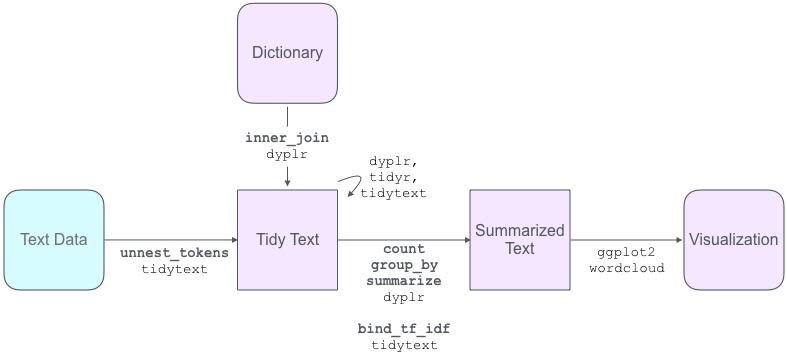 Dictionary
inner_join
dyplr
dyplr,
tidyr,
tidytext
Text Data
unnest_tokens
tidytext
Tidy Text
count
group_by
summarize
dyplr
bind_tf_idf
tidytext
Summarized
Text
ggplot2
wordcloud
Visualization